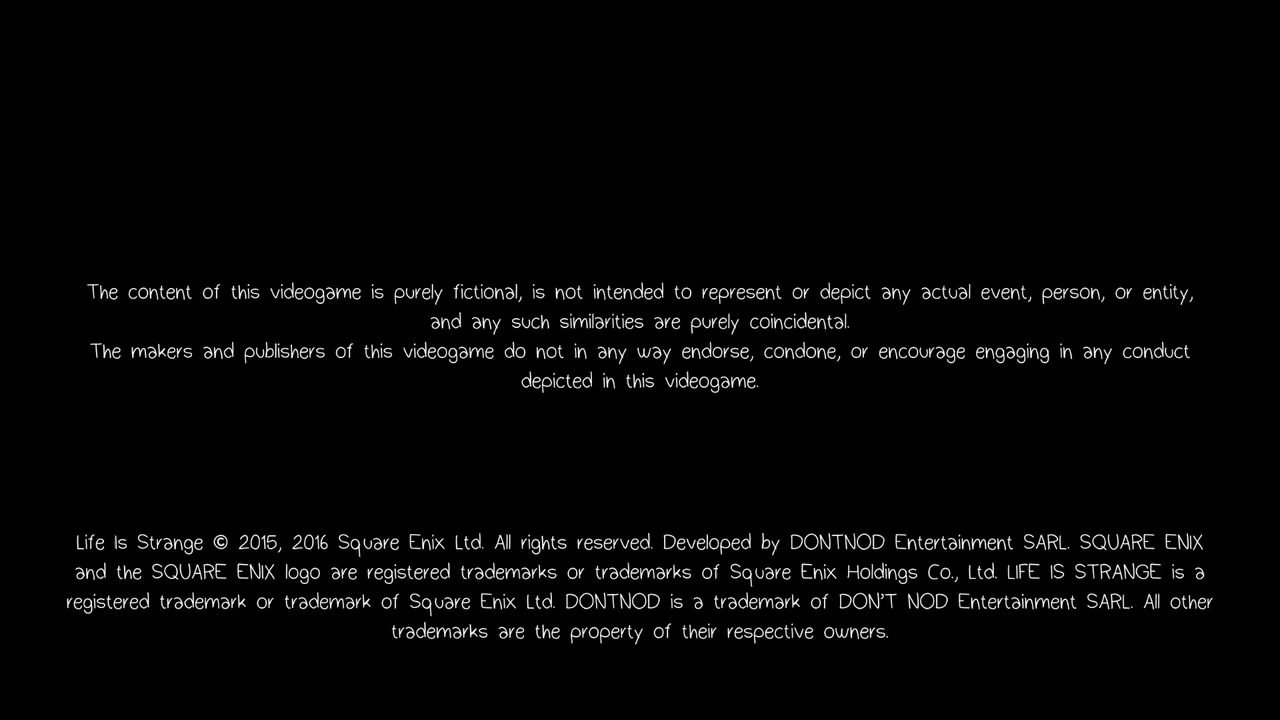 The content of this videogame is purely fictional, is not intended to represent or depict any actual event, person, or entity,
and any such similarities are purely coincidental.
The makers and publishers of this videogame do not in any way endorse, condone, or encourage engaging in any conduct
depicted in this videogame.
Life Is Strange © 2015, 2016 Square Enix Ltd. All rights reserved. Developed by DONTNOD Entertainment SARL. SQUARE ENIX
and the SQUARE ENIX logo are registered trademarks or trademarks of Square Enix Holdings Co., Ltd. LIFE IS STRANGE is a
registered trademark or trademark of Square Enix Ltd. DONTNOD is a trademark of DON'T NOD Entertainment SARL. All other
trademarks are the property of their respective owners.